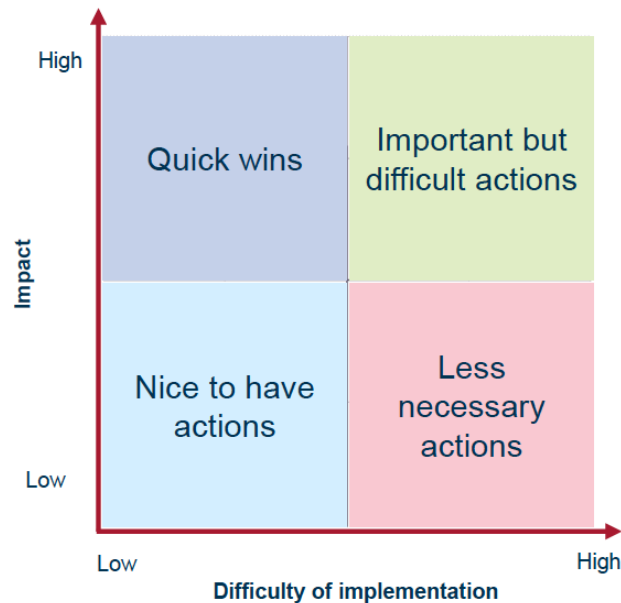 High
Quick wins
Important but
difficult actions
Impact
Nice to have
actions
Less
necessary
actions
Low
Low
High
Difficulty of implementation